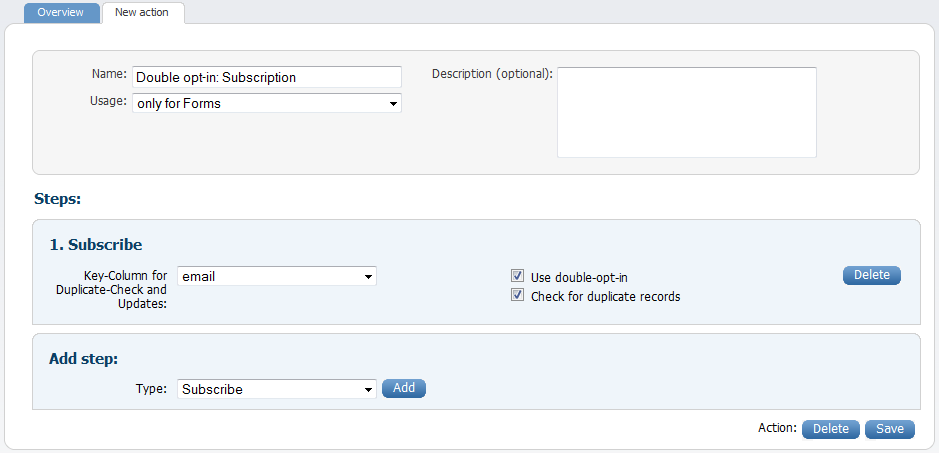 Overview
New action
Name: Double opt-in: Subscription
Description (optional):
Usage: only for Forms
Steps:
1. Subscribe
Key-Column for
Duplicate-Check and
Updates:
email
Use double-opt-in
Check for duplicate records
Delete
Add step:
Type: Subscribe Add
Action: Delete Save